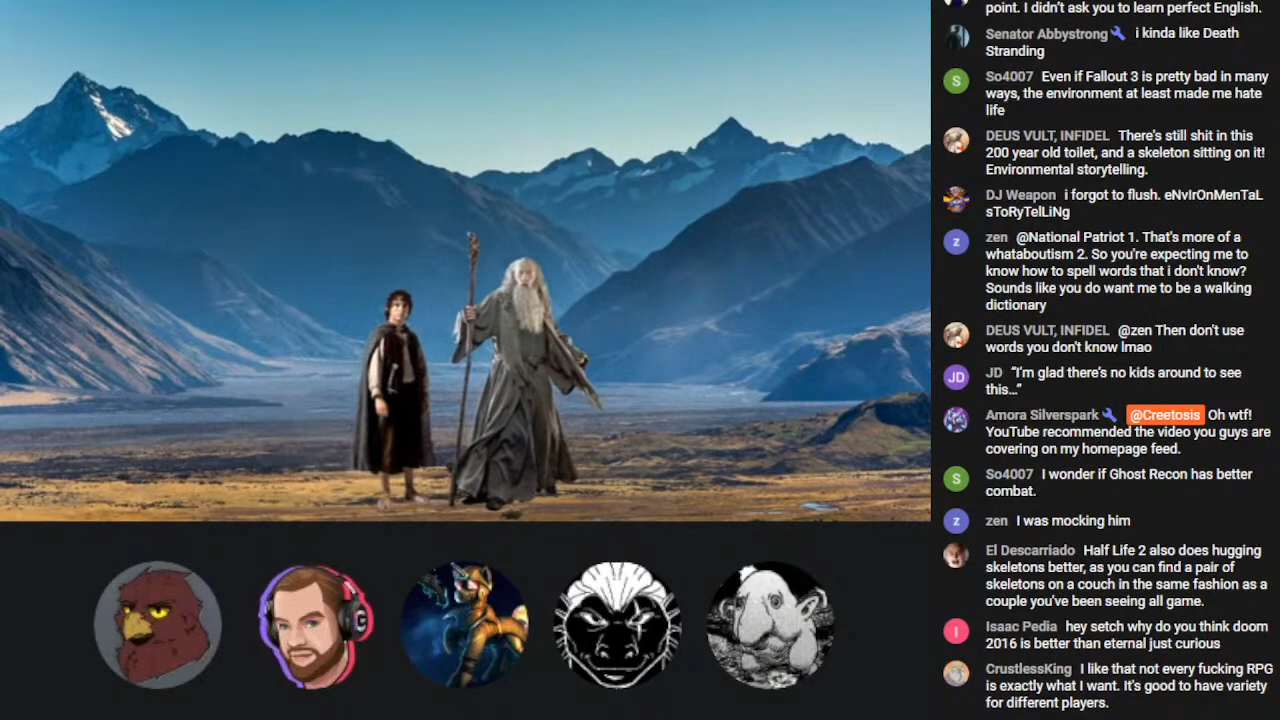 point. I didn't ask you to learn perfect English.
Senator Abbystrong i kinda like Death
Stranding
S
So4007 Even if Fallout 3 is pretty bad in many
ways, the environment at least made me hate
life
DEUS VULT, INFIDEL There's still shit in this
200 year old toilet, and a skeleton sitting on it!
Environmental storytelling.
DJ Weapon i forgot to flush. eNvIrOnMenTaL
sToRyTelLiNg
z
zen @National Patriot 1. That's more of a
whataboutism 2. So you're expecting me to
know how to spell words that i don't know?
Sounds like you do want me to be a walking
dictionary
DEUS VULT, INFIDEL @zen Then don't use
words you don't know lmao
JD
JD “I'm glad there's no kids around to see
this…”
Amora Silverspark @Creetosis Oh wtf!
YouTube recommended the video you guys are
covering on my homepage feed.
S
So4007 I wonder if Ghost Recon has better
combat.
z
zen I was mocking him
El Descarriado Half Life 2 also does hugging
skeletons better, as you can find a pair of
skeletons on a couch in the same fashion as a
couple you've been seeing all game.
I
Isaac Pedia hey setch why do you think doom
2016 is better than eternal just curious
CrustlessKing I like that not every fucking RPG
is exactly what I want. It's good to have variety
for different players.